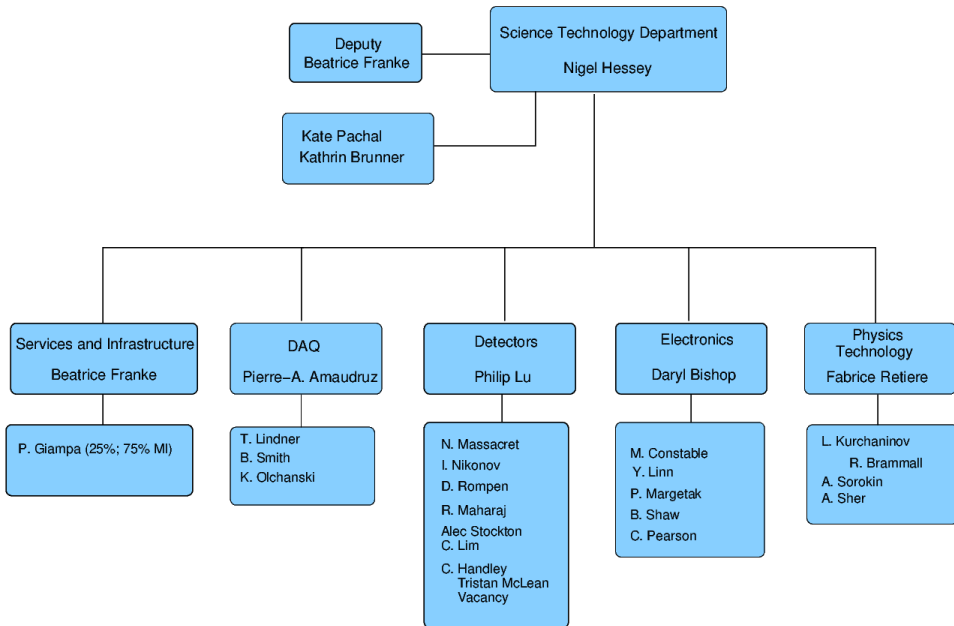 Science Technology Department
Nigel Hessey
Deputy
Beatrice Franke
Kate Pachal
Kathrin Brunner
Services and Infrastructure
Beatrice Franke
P. Giampa (25%; 75% MI)
DAQ
Pierre–A. Amaudruz
T. Lindner
B. Smith
K. Olchanski
Detectors
Philip Lu
N. Massacret
I. Nikonov
D. Rompen
R. Maharaj
Alec Stockton
C. Lim
C. Handley
Tristan McLean
Vacancy
Electronics
Daryl Bishop
M. Constable
Y. Linn
P. Margetak
B. Shaw
C. Pearson
Physics
Technology
Fabrice Retiere
L. Kurchaninov
R. Brammall
A. Sorokin
A. Sher